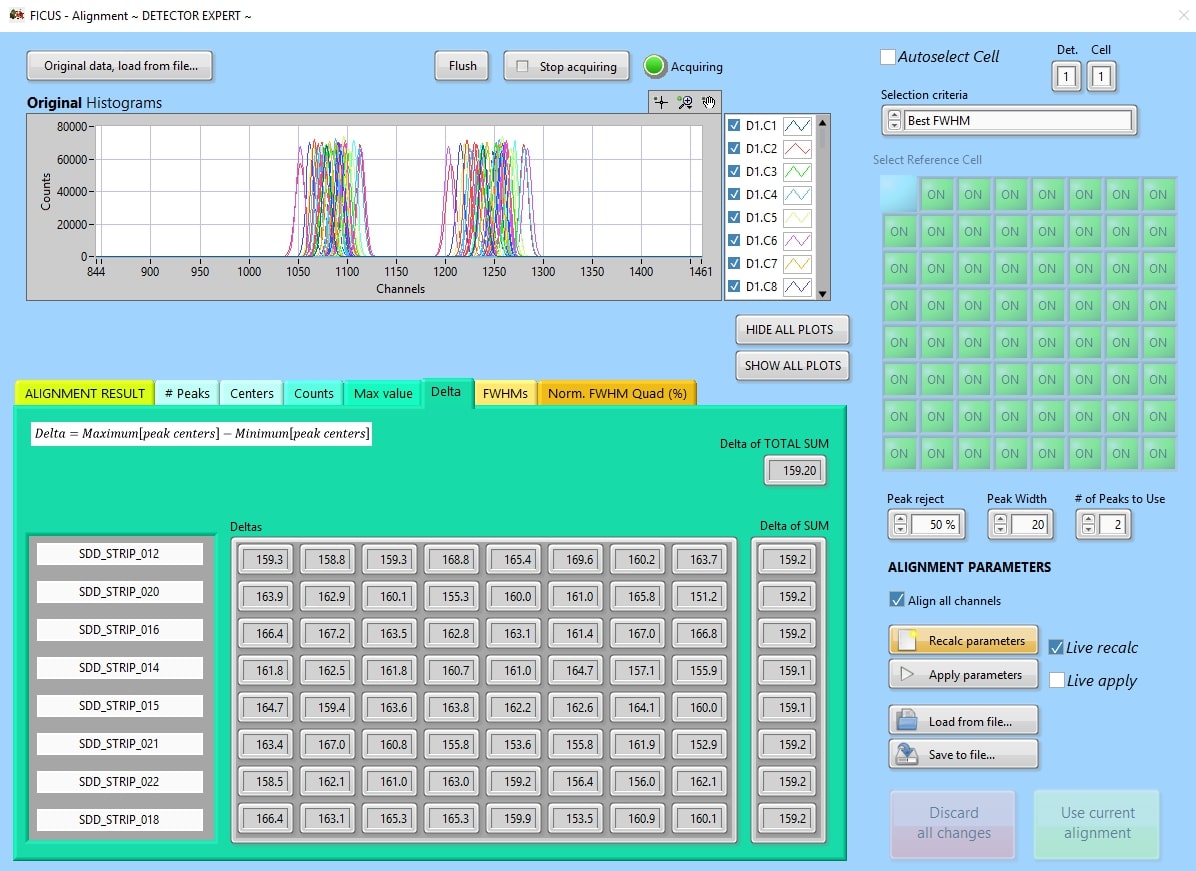 FICUS - Alignment ~ DETECTOR EXPERT ~
Original data, load from file...
Flush
Stop acquiring
Acquiring
Autoselect Cell
Det. Cell
1 1
Selection criteria
Best FWHM
Original Histograms
80000
60000
40000
20000
0
Counts
844 900 950 1000 1050 1100 1150 1200 1250 1300 1350 1400 1461
Channels
D1.C1
D1.C2
D1.C3
D1.C4
D1.C5
D1.C6
D1.C7
D1.C8
Select Reference Cell
ON ON ON ON ON ON ON
ON ON ON ON ON ON ON ON
ON ON ON ON ON ON ON ON
ON ON ON ON ON ON ON ON
ON ON ON ON ON ON ON ON
ON ON ON ON ON ON ON ON
ON ON ON ON ON ON ON ON
ON ON ON ON ON ON ON ON
HIDE ALL PLOTS
SHOW ALL PLOTS
ALIGNMENT RESULT # Peaks Centers Counts Max value Delta FWHMs Norm. FWHM Quad (%)
Delta = Maximum[peak centers] − Minimum[peak centers]
Delta of TOTAL SUM
159.20
Deltas
Delta of SUM
SDD_STRIP_012 159.3 158.8 159.3 168.8 165.4 169.6 160.2 163.7 159.2
SDD_STRIP_020 163.9 162.9 160.1 155.3 160.0 161.0 165.8 151.2 159.2
SDD_STRIP_016 166.4 167.2 163.5 162.8 163.1 161.4 167.0 166.8 159.2
SDD_STRIP_014 161.8 162.5 161.8 160.7 161.0 164.7 157.1 155.9 159.1
SDD_STRIP_015 164.7 159.4 163.6 163.8 162.2 162.6 164.1 160.0 159.1
SDD_STRIP_021 163.4 167.0 160.8 155.8 153.6 155.8 161.9 152.9 159.2
SDD_STRIP_022 158.5 162.1 161.0 163.0 159.2 156.4 156.0 162.1 159.2
SDD_STRIP_018 166.4 163.1 165.3 165.3 159.9 153.5 160.9 160.1 159.2
Peak reject Peak Width # of Peaks to Use
50 % 20 2
ALIGNMENT PARAMETERS
Align all channels
Recalc parameters
Live recalc
Apply parameters
Live apply
Load from file...
Save to file...
Discard
all changes
Use current
alignment